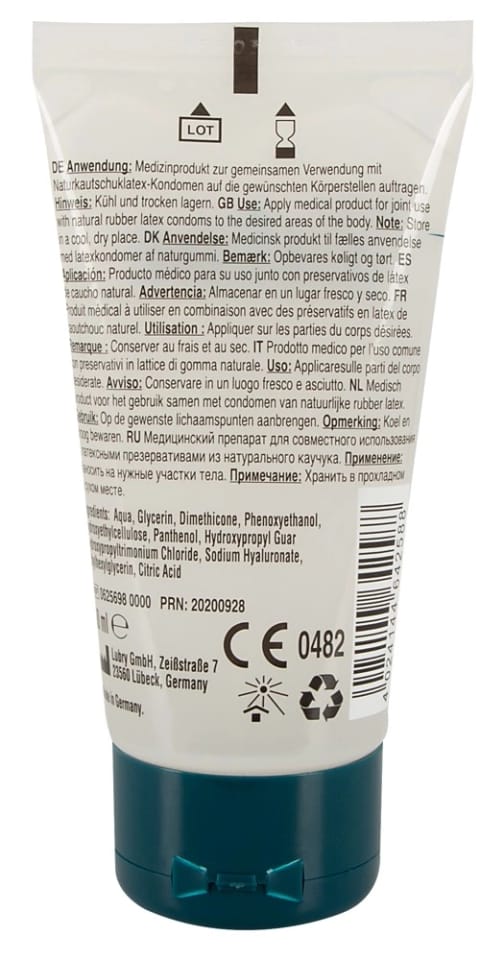 LOT
DE Anwendung: Medizinprodukt zur gemeinsamen Verwendung mit
Naturkautschuklatex-Kondomen auf die gewünschten Körperstellen auftragen.
Hinweis: Kühl und trocken lagern. GB Use: Apply medical product for joint use
with natural rubber latex condoms to the desired areas of the body. Note: Store
in a cool, dry place. DK Anvendelse: Medicinsk produkt til fælles anvendelse
med latexkondomer af naturgummi. Bemærk: Opbevares køligt og tørt. ES
Aplicación: Producto médico para su uso junto con preservativos de látex
de caucho natural. Advertencia: Almacenar en un lugar fresco y seco. FR
Produit médical à utiliser en combinaison avec des préservatifs en latex de
caoutchouc naturel. Utilisation : Appliquer sur les parties du corps désirées.
Remarque : Conserver au frais et au sec. IT Prodotto medico per l'uso comune
con preservativi in lattice di gomma naturale. Uso: Applicaresulle parti del corpo
desiderate. Avviso: Conservare in un luogo fresco e asciutto. NL Medisch
product voor het gebruik samen met condomen van natuurlijke rubber latex.
Gebruik: Op de gewenste lichaamspunten aanbrengen. Opmerking: Koel en
droog bewaren. RU Медицинский препарат для совместного использования
латексными презервативами из натурального каучука. Применение:
наносить на нужные участки тела. Примечание: Хранить в прохладном
сухом месте.
Ingredients: Aqua, Glycerin, Dimethicone, Phenoxyethanol,
Hydroxyethylcellulose, Panthenol, Hydroxypropyl Guar
Hydroxypropyltrimonium Chloride, Sodium Hyaluronate,
Ethylhexylglycerin, Citric Acid
0625698 0000 PRN: 20200928
ml e
CE 0482
Lubry GmbH, Zeißstraße 7
23560 Lübeck, Germany
Made in Germany.
4 024144 642588